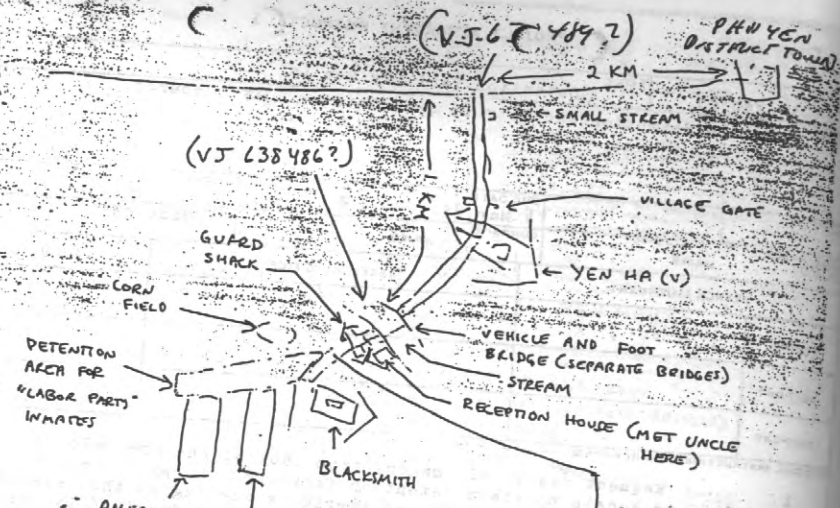 489?)
PHU YEN
DISTRICT TOWN
2 KM
SMALL STREAM
(VJ 638 486?)
1 KM
VILLAGE GATE
GUARD
SHACK
YEN HA (V)
CORN
FIELD
VEHICLE AND FOOT
BRIDGE (SEPARATE BRIDGES)
STREAM
DETENTION
AREA FOR
"LABOR PARTY"
INMATES
RECEPTION HOUSE (MET UNCLE
HERE)
BLACKSMITH